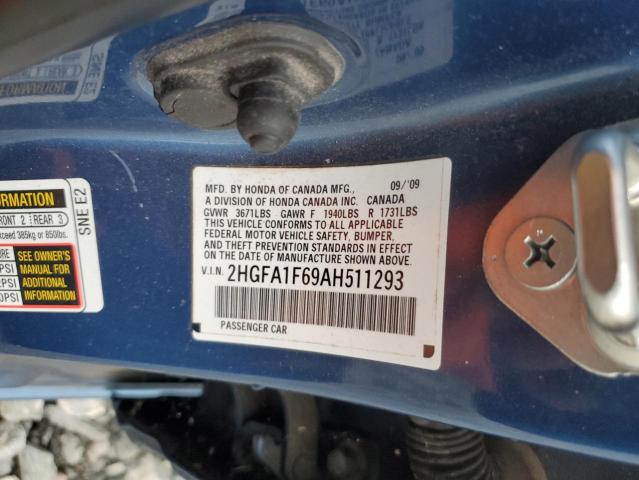 MFD. BY HONDA OF CANADA MFG., 09/'09
A DIVISION OF HONDA CANADA INC. CANADA
GVWR 3671LBS GAWR F 1940LBS R 1731LBS
THIS VEHICLE CONFORMS TO ALL APPLICABLE
FEDERAL MOTOR VEHICLE SAFETY, BUMPER,
AND THEFT PREVENTION STANDARDS IN EFFECT
ON THE DATE OF MANUFACTURE SHOWN ABOVE.
V.I.N. 2HGFA1F69AH511293
PASSENGER CAR
FORMATION
FRONT 2 REAR 3
exceed 385kg or 850lbs.
SEE OWNER'S
MANUAL FOR
ADDITIONAL
INFORMATION
SNE E2